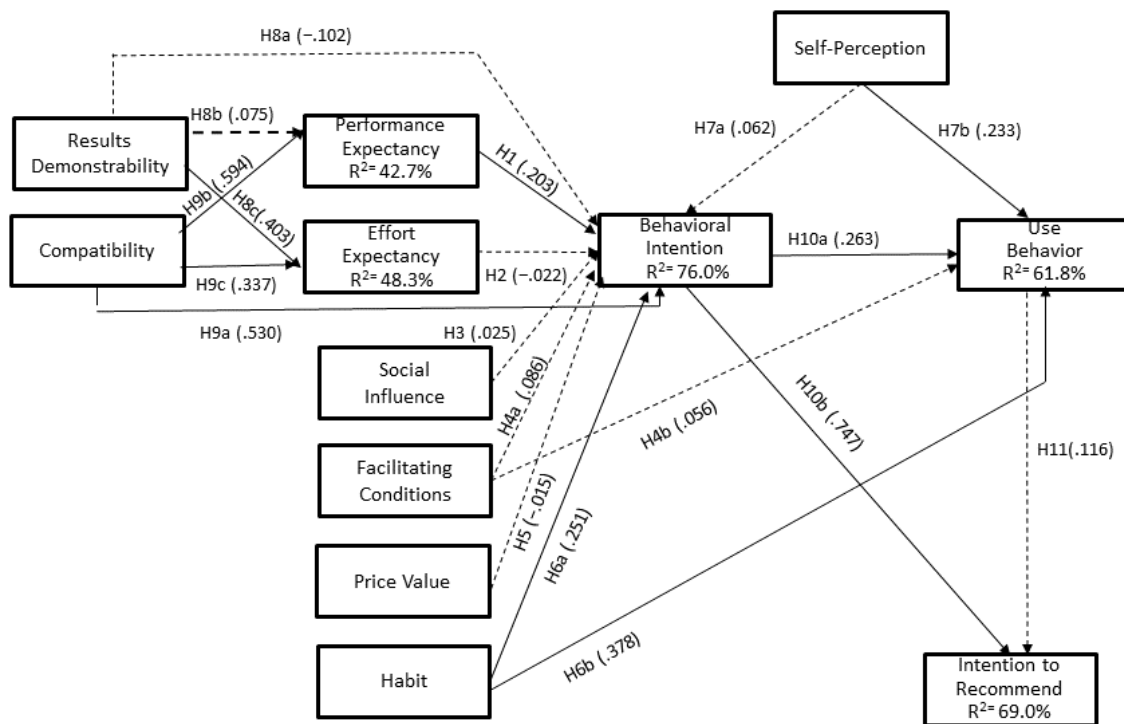 H8a (−.102)
Self-Perception
Results
Demonstrability
H8b (.075)
Performance
Expectancy
R²= 42.7%
H1 (.203)
H7a (.062)
H7b (.233)
H9b (.594)
H8c(.403)
Compatibility
H9c (.337)
Effort
Expectancy
R²= 48.3%
H2 (−.022)
Behavioral
Intention
R²= 76.0%
H10a (.263)
Use
Behavior
R²= 61.8%
H9a (.530)
H3 (.025)
Social
Influence
H4a (.086)
H10b (.747)
H4b (.056)
H11(.116)
Facilitating
Conditions
H5 (−.015)
H6a (.251)
Price Value
H6b (.378)
Habit
Intention to
Recommend
R²= 69.0%